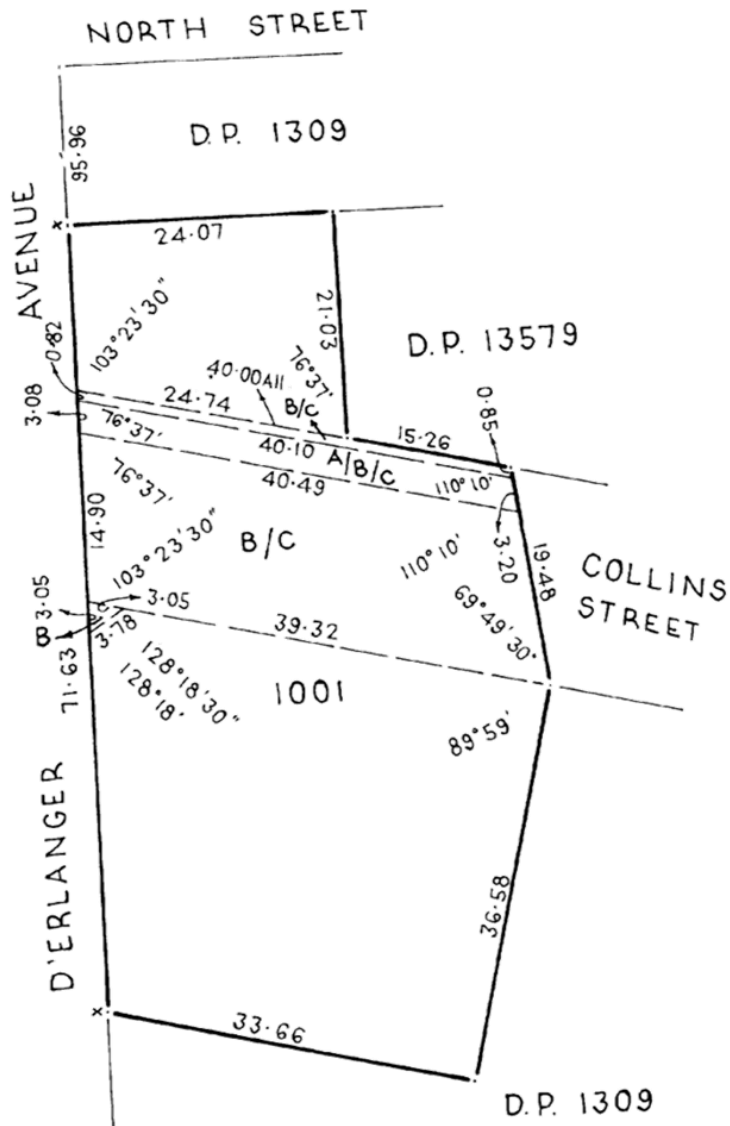 NORTH STREET
D.P. 1309
95·96
AVENUE
24·07
21·03
D.P. 13579
0·82
103°23'30"
76°37'
3·08
40·00All
24·74
B/C
15·26
0·85
76°37'
40·10
A/B/C
40·49
110°10'
76°37'
14·90
B/C
103°23'30"
110°10'
3·20
19·48
COLLINS
STREET
69°49'30"
3·05
3·05
B
3·78
39·32
71·63
128°18'30"
128°18'
1001
89°59'
D'ERLANGER
36·58
33·66
D.P. 1309